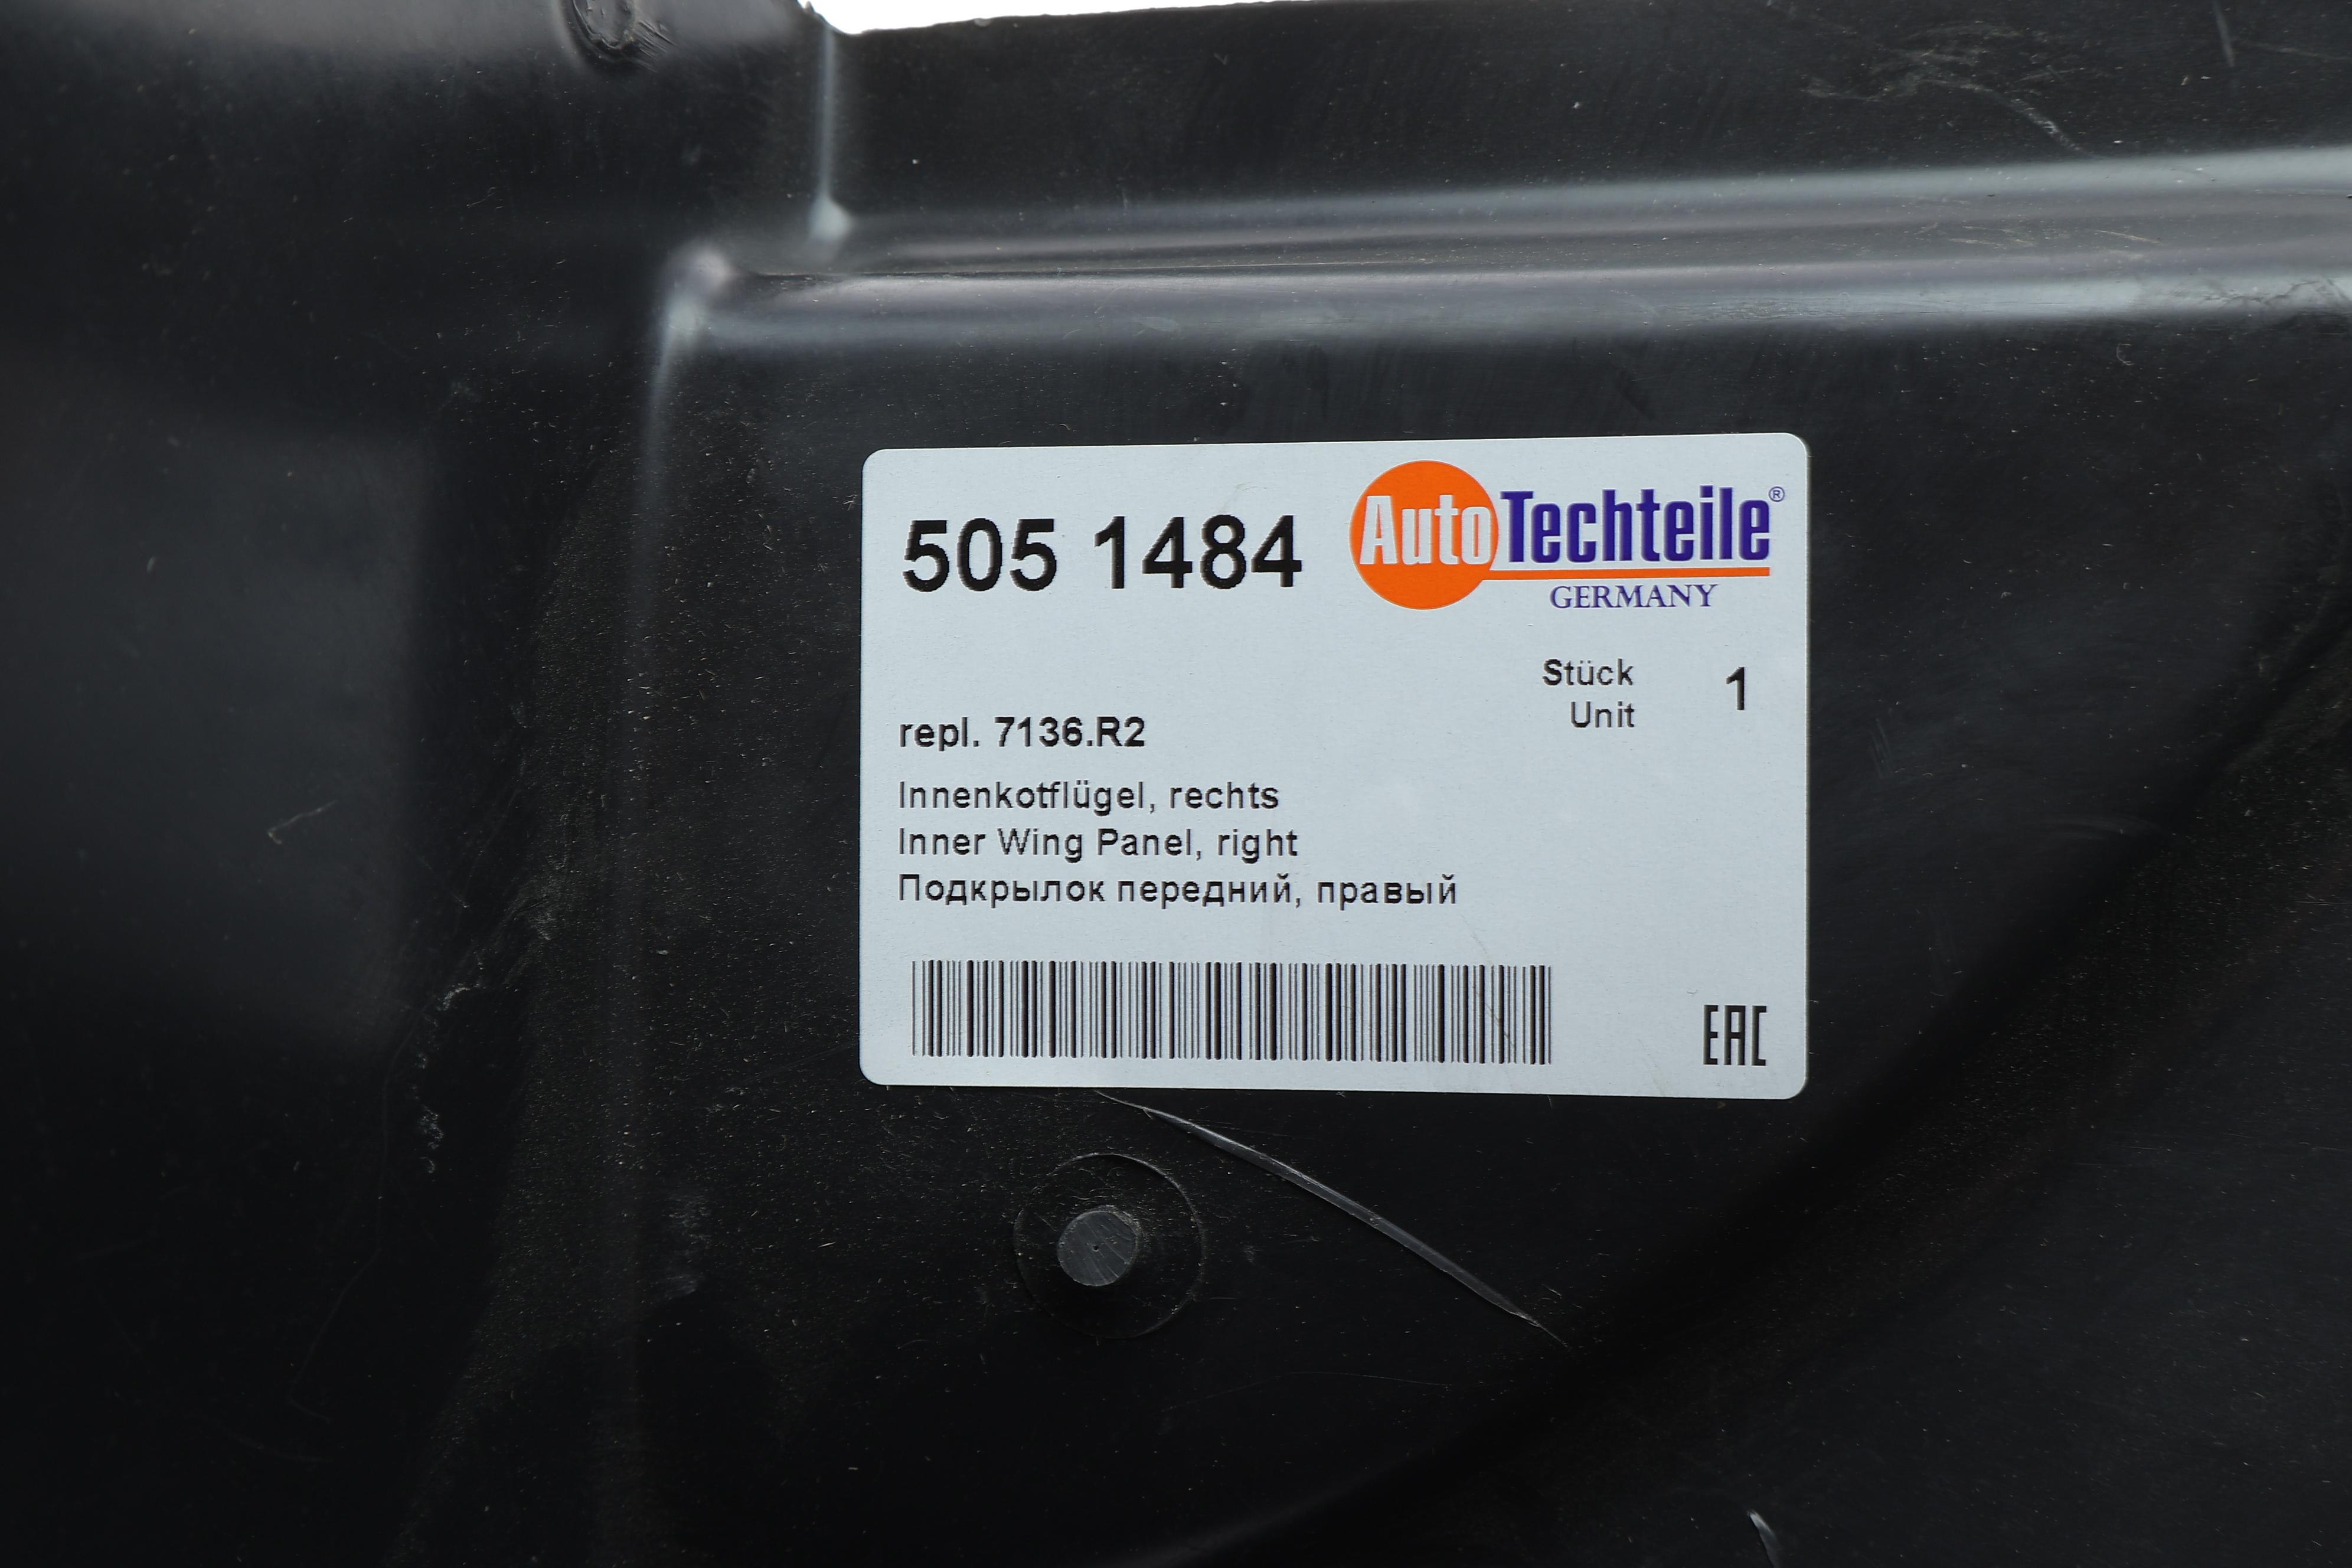 505 1484
AutoTechteile®
GERMANY
Stück 1
Unit
repl. 7136.R2
Innenkotflügel, rechts
Inner Wing Panel, right
Подкрылок передний, правый
EAC